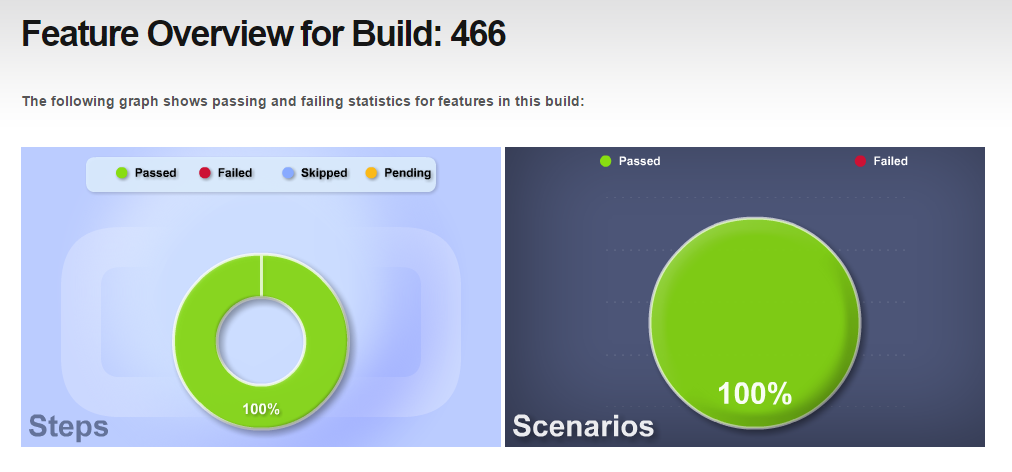 Feature Overview for Build: 466
The following graph shows passing and failing statistics for features in this build:
Passed Failed Skipped Pending
100%
Steps
Passed Failed
100%
Scenarios